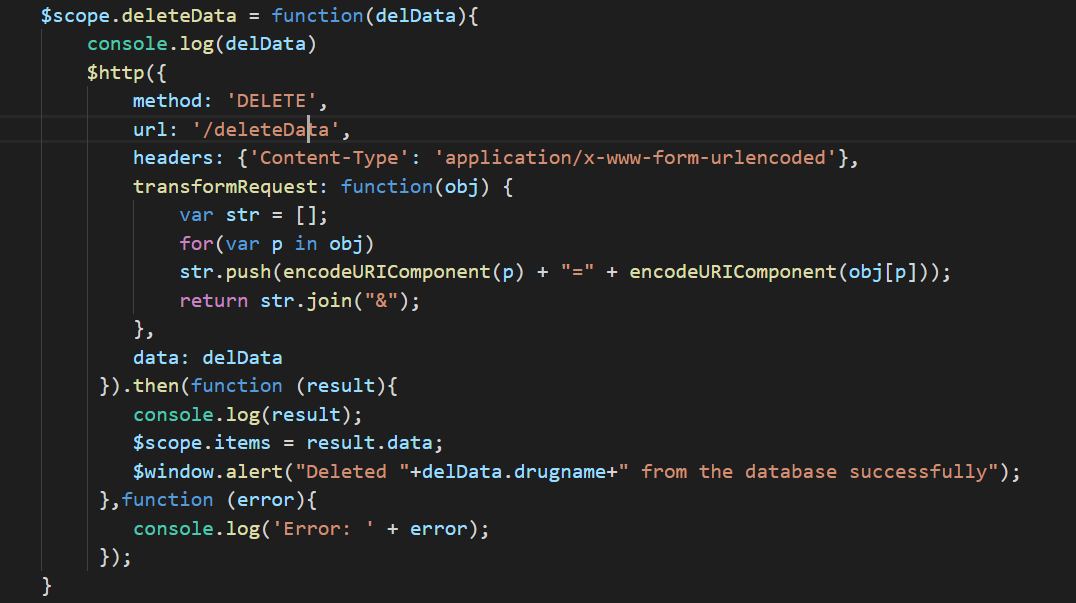 $scope.deleteData = function(delData){
    console.log(delData)
    $http({
        method: 'DELETE',
        url: '/deleteData',
        headers: {'Content-Type': 'application/x-www-form-urlencoded'},
        transformRequest: function(obj) {
            var str = [];
            for(var p in obj)
            str.push(encodeURIComponent(p) + "=" + encodeURIComponent(obj[p]));
            return str.join("&");
        },
        data: delData
     }).then(function (result){
        console.log(result);
        $scope.items = result.data;
        $window.alert("Deleted "+delData.drugname+" from the database successfully");
     },function (error){
        console.log('Error: ' + error);
     });
}